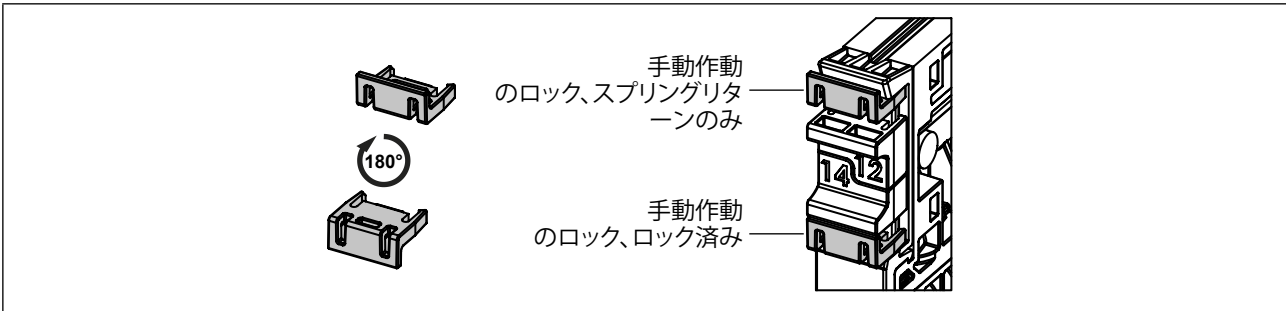 手動作動
のロック、スプリングリタ
ーンのみ
180°
14 12
手動作動
のロック、ロック済み